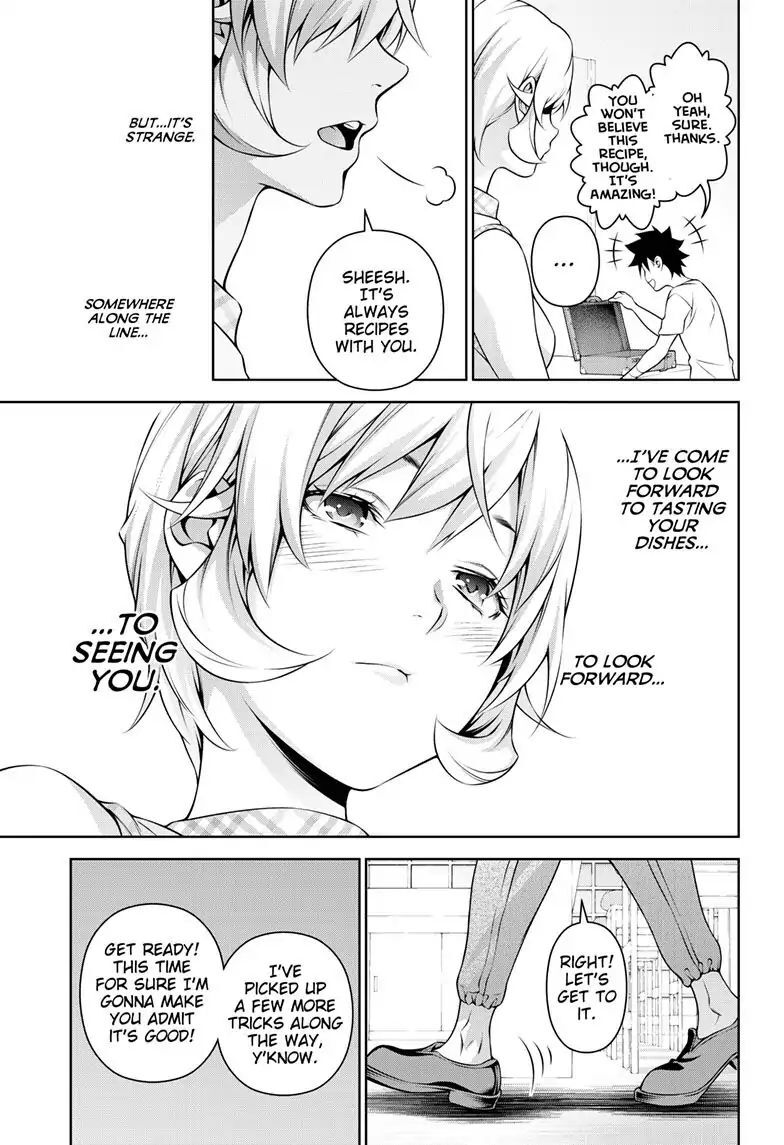 OH
YEAH,
SURE.
THANKS.
YOU
WON'T
BELIEVE
THIS
RECIPE,
THOUGH.
IT'S
AMAZING!
...
SHEESH.
IT'S
ALWAYS
RECIPES
WITH YOU.
BUT...IT'S
STRANGE.
SOMEWHERE
ALONG THE
LINE...
...I'VE COME
TO LOOK
FORWARD
TO TASTING
YOUR
DISHES...
TO LOOK
FORWARD...
...TO
SEEING
YOU.
RIGHT!
LET'S
GET TO
IT.
I'VE
PICKED UP
A FEW MORE
TRICKS ALONG
THE WAY,
Y'KNOW.
GET READY!
THIS TIME
FOR SURE I'M
GONNA MAKE
YOU ADMIT
IT'S GOOD!